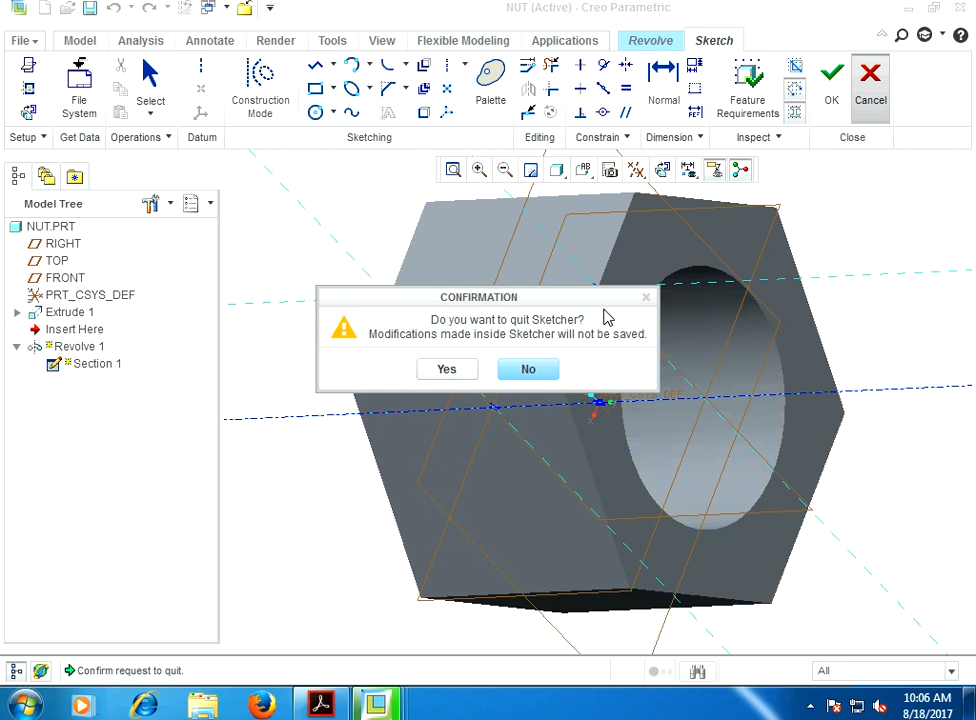 NUT (Active) - Creo Parametric
File Model Analysis Annotate Render Tools View Flexible Modeling Applications Revolve Sketch
File System
Select
Construction Mode
Palette
Normal
Feature Requirements
OK
Cancel
Setup Get Data Operations Datum Sketching Editing Constrain Dimension Inspect Close
Model Tree
NUT.PRT
RIGHT
TOP
FRONT
PRT_CSYS_DEF
Extrude 1
Insert Here
Revolve 1
Section 1
CONFIRMATION
Do you want to quit Sketcher?
Modifications made inside Sketcher will not be saved.
Yes No
Confirm request to quit.
All
10:06 AM
8/18/2017